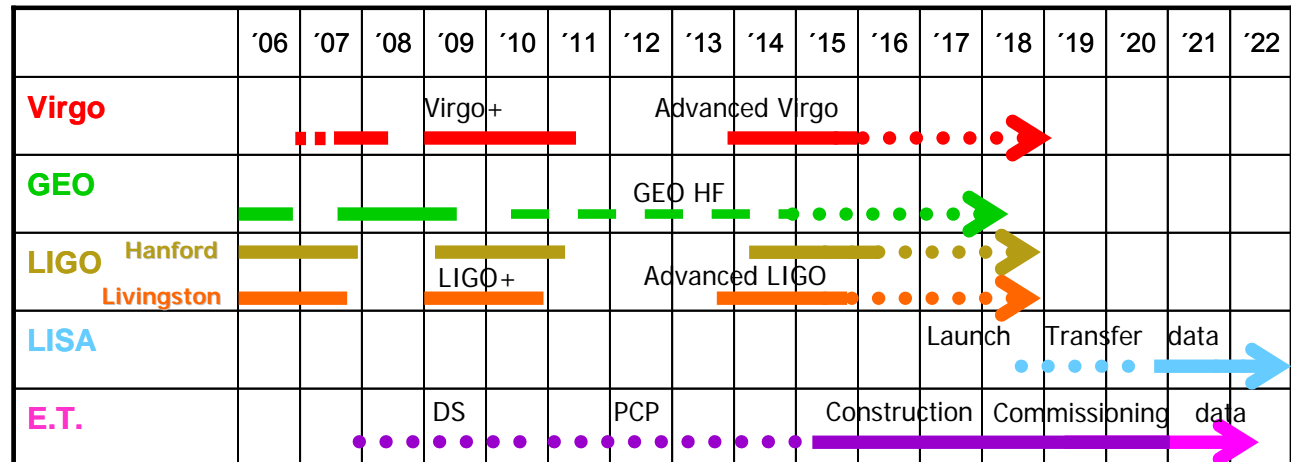 ´06 ´07 ´08 ´09 ´10 ´11 ´12 ´13 ´14 ´15 ´16 ´17 ´18 ´19 ´20 ´21 ´22
Virgo Virgo+ Advanced Virgo
GEO GEO HF
LIGO Hanford
LIGO+ Advanced LIGO
Livingston
LISA Launch Transfer data
E.T. DS PCP Construction Commissioning data